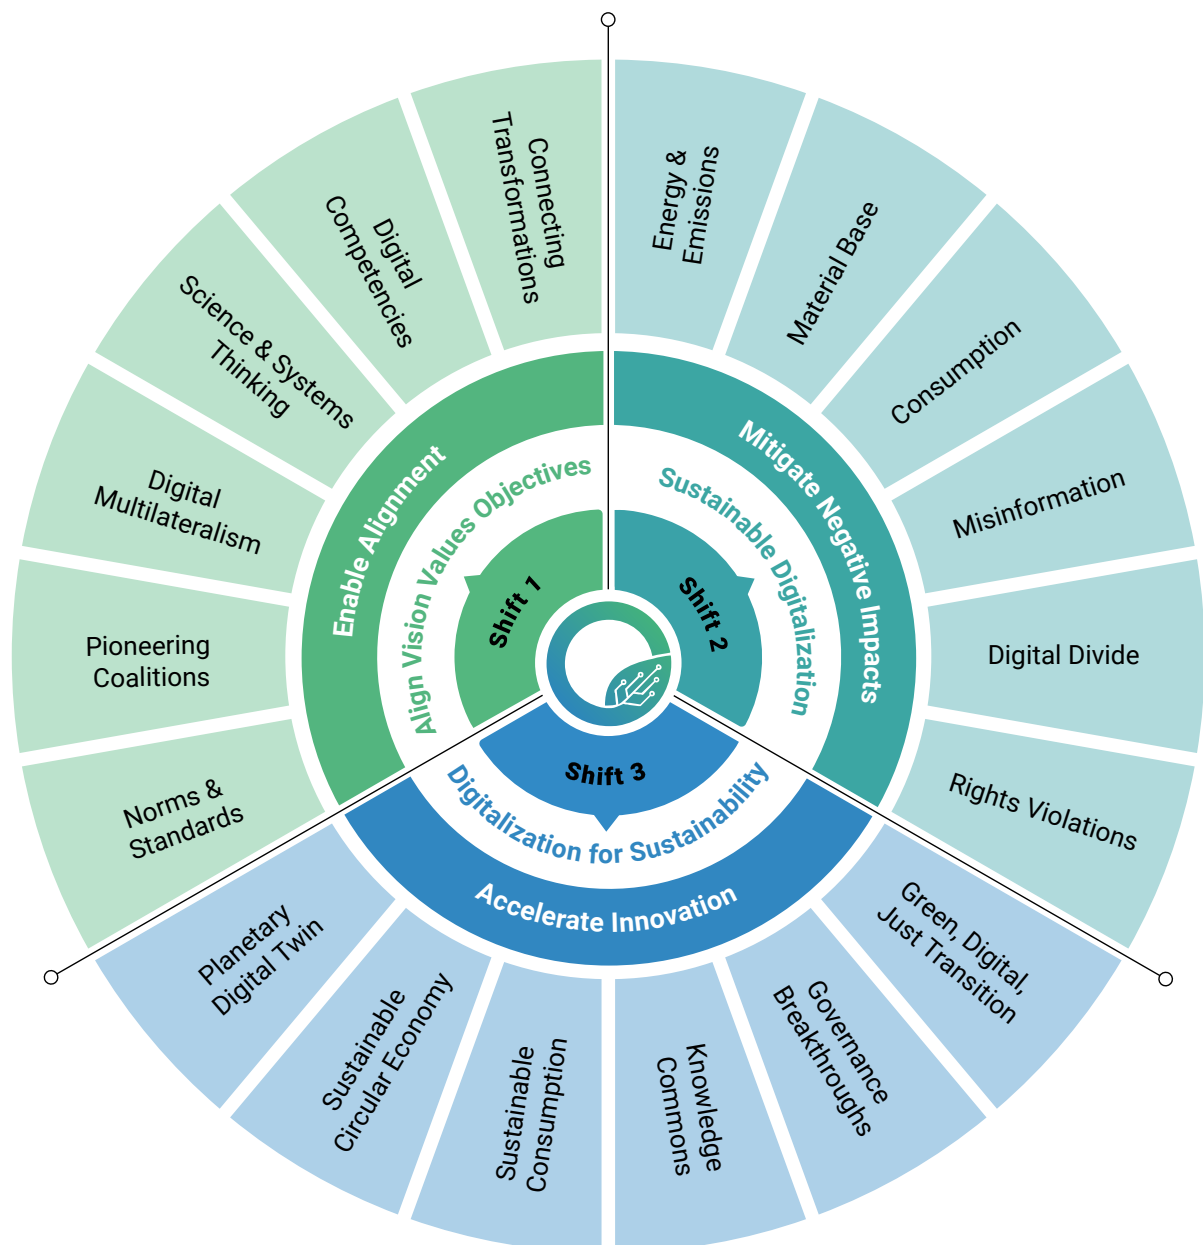 Shift 1
Align Vision Values Objectives
Enable Alignment
Connecting
Transformations
Digital
Competencies
Science & Systems
Thinking
Digital
Multilateralism
Pioneering
Coalitions
Norms &
Standards
Shift 2
Sustainable Digitalization
Mitigate Negative Impacts
Energy &
Emissions
Material Base
Consumption
Misinformation
Digital Divide
Rights Violations
Shift 3
Digitalization for Sustainability
Accelerate Innovation
Planetary
Digital Twin
Sustainable
Circular Economy
Sustainable
Consumption
Knowledge
Commons
Governance
Breakthroughs
Green, Digital,
Just Transition